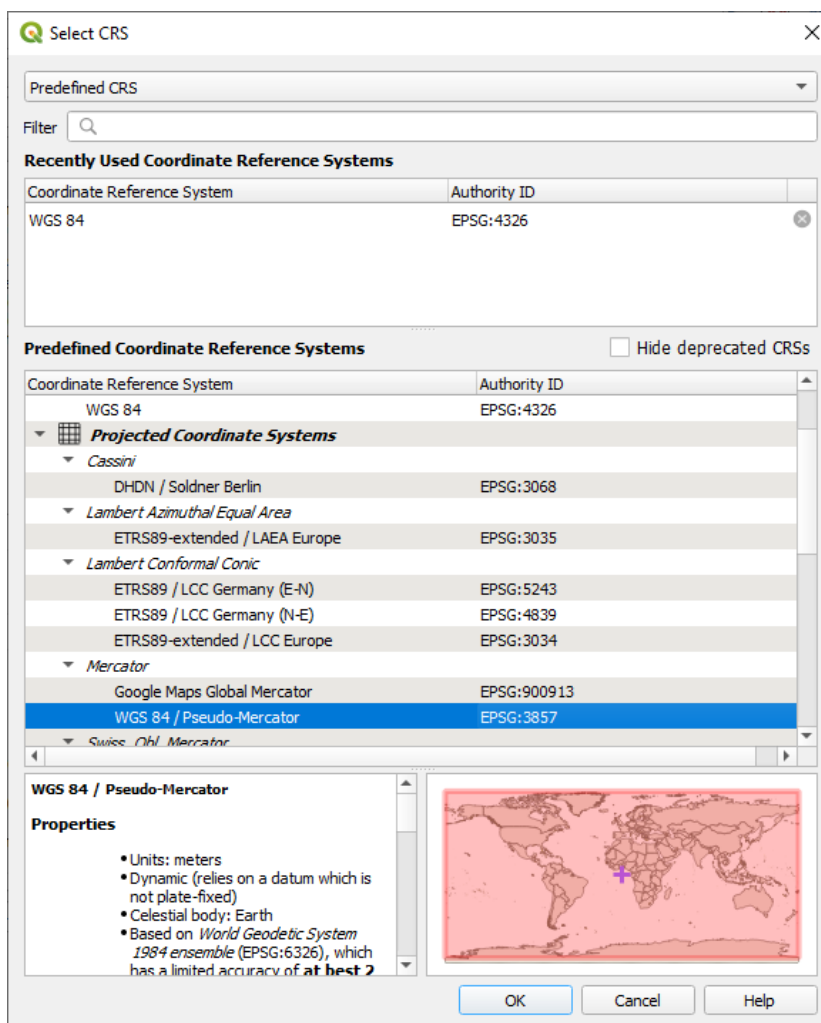 Select CRS
Predefined CRS
Filter
Recently Used Coordinate Reference Systems
Coordinate Reference System Authority ID
WGS 84 EPSG:4326
Predefined Coordinate Reference Systems Hide deprecated CRSs
Coordinate Reference System Authority ID
WGS 84 EPSG:4326
Projected Coordinate Systems
Cassini
DHDN / Soldner Berlin EPSG:3068
Lambert Azimuthal Equal Area
ETRS89-extended / LAEA Europe EPSG:3035
Lambert Conformal Conic
ETRS89 / LCC Germany (E-N) EPSG:5243
ETRS89 / LCC Germany (N-E) EPSG:4839
ETRS89-extended / LCC Europe EPSG:3034
Mercator
Google Maps Global Mercator EPSG:900913
WGS 84 / Pseudo-Mercator EPSG:3857
Swiss. Obl. Mercator
WGS 84 / Pseudo-Mercator
Properties
• Units: meters
• Dynamic (relies on a datum which is
not plate-fixed)
• Celestial body: Earth
• Based on World Geodetic System
1984 ensemble (EPSG:6326), which
has a limited accuracy of at best 2
OK Cancel Help